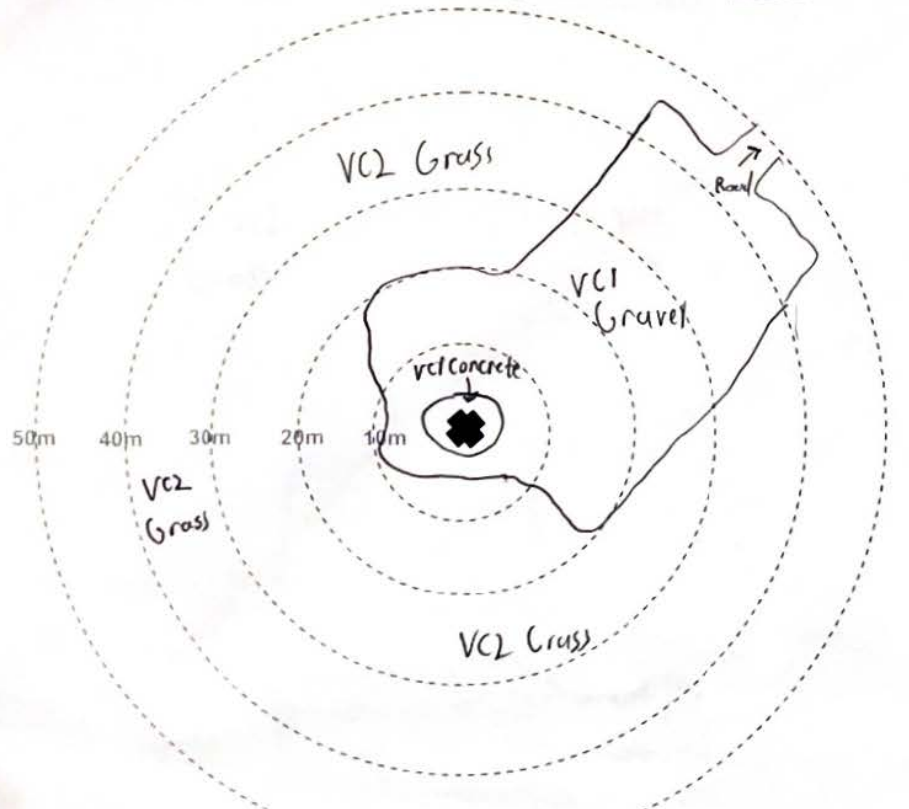 VC2 Grass
Road
VC1
Gravel
VC1 Concrete
50m 40m 30m 20m 10m
VC2
Grass
VC2 Grass